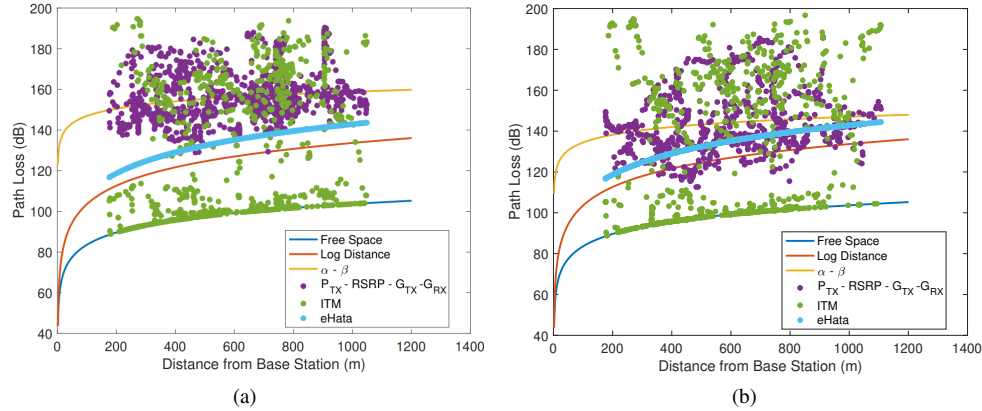 200
180
160
140
120
100
80
60
40
Path Loss (dB)
0
200
400
600
800
1000
1200
1400
Distance from Base Station (m)
Free Space
Log Distance
α - β
P_TX - RSRP - G_TX -G_RX
ITM
eHata
(a)
200
180
160
140
120
100
80
60
40
Path Loss (dB)
0
200
400
600
800
1000
1200
1400
Distance from Base Station (m)
Free Space
Log Distance
α - β
P_TX - RSRP - G_TX -G_RX
ITM
eHata
(b)